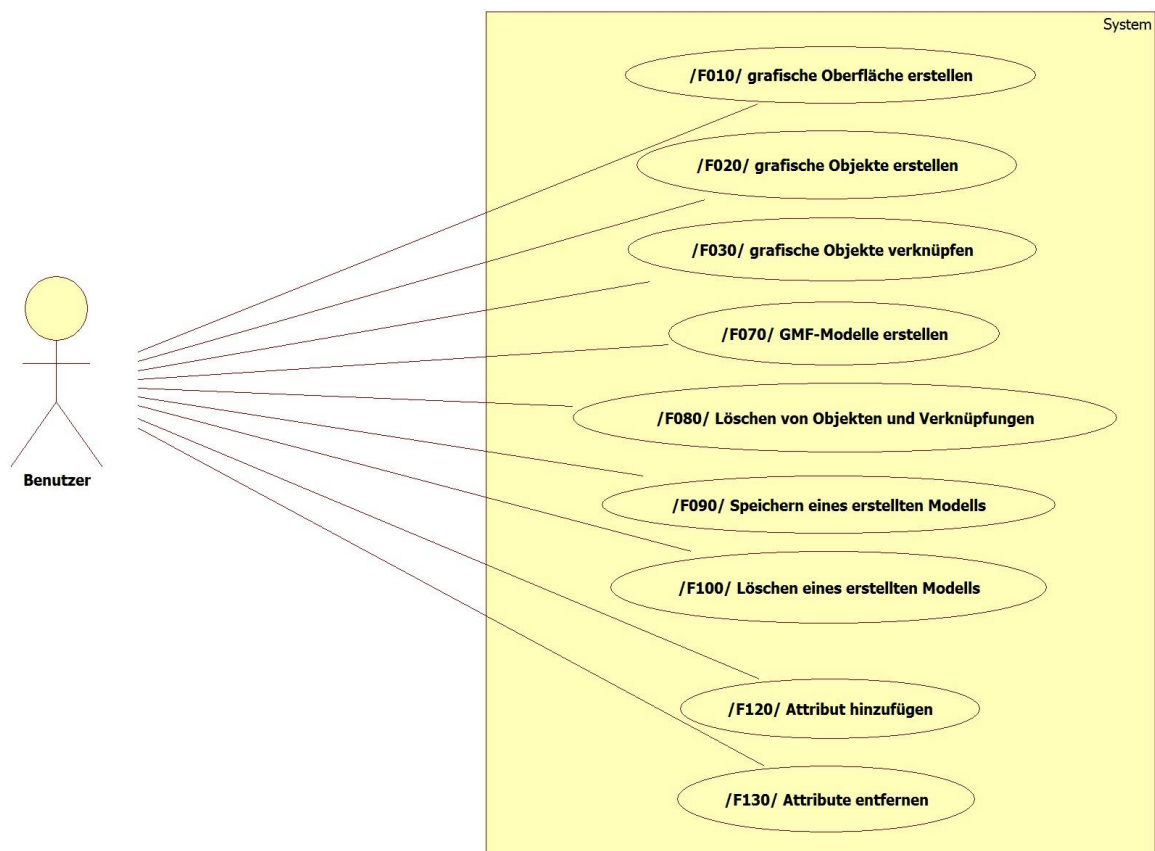 System
/F010/ grafische Oberfläche erstellen
/F020/ grafische Objekte erstellen
/F030/ grafische Objekte verknüpfen
/F070/ GMF-Modelle erstellen
/F080/ Löschen von Objekten und Verknüpfungen
Benutzer
/F090/ Speichern eines erstellten Modells
/F100/ Löschen eines erstellten Modells
/F120/ Attribut hinzufügen
/F130/ Attribute entfernen